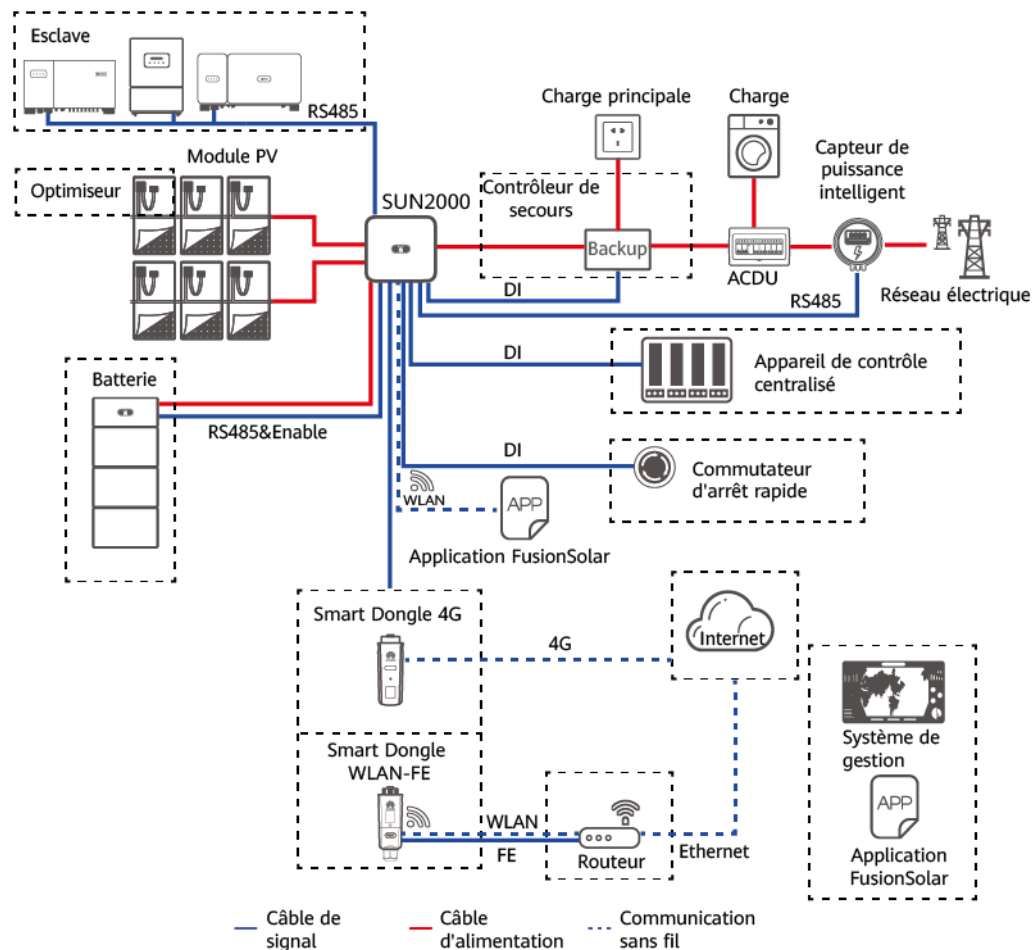 Esclave
RS485
Module PV
Optimiseur
SUN2000
Charge principale
Charge
Capteur de
puissance
intelligent
Contrôleur de
secours
Backup
ACDU
DI
RS485
Réseau électrique
DI
Appareil de contrôle
centralisé
Batterie
RS485&Enable
DI
Commutateur
d'arrêt rapide
WLAN
APP
Application FusionSolar
Smart Dongle 4G
4G
Internet
Smart Dongle
WLAN-FE
WLAN
FE
Routeur
Ethernet
Système de
gestion
APP
Application
FusionSolar
Câble de
signal
Câble
d'alimentation
Communication
sans fil